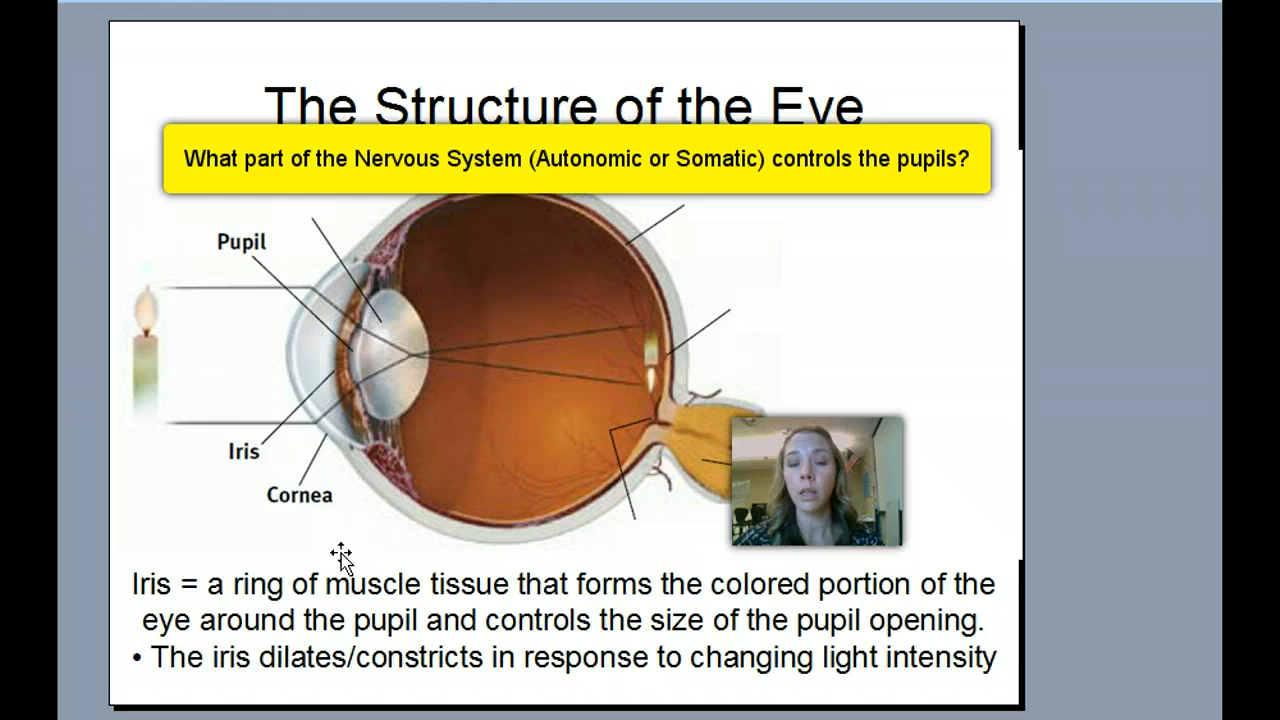 The Structure of the Eye
What part of the Nervous System (Autonomic or Somatic) controls the pupils?
Pupil
Iris
Cornea
Iris = a ring of muscle tissue that forms the colored portion of the
eye around the pupil and controls the size of the pupil opening.
• The iris dilates/constricts in response to changing light intensity